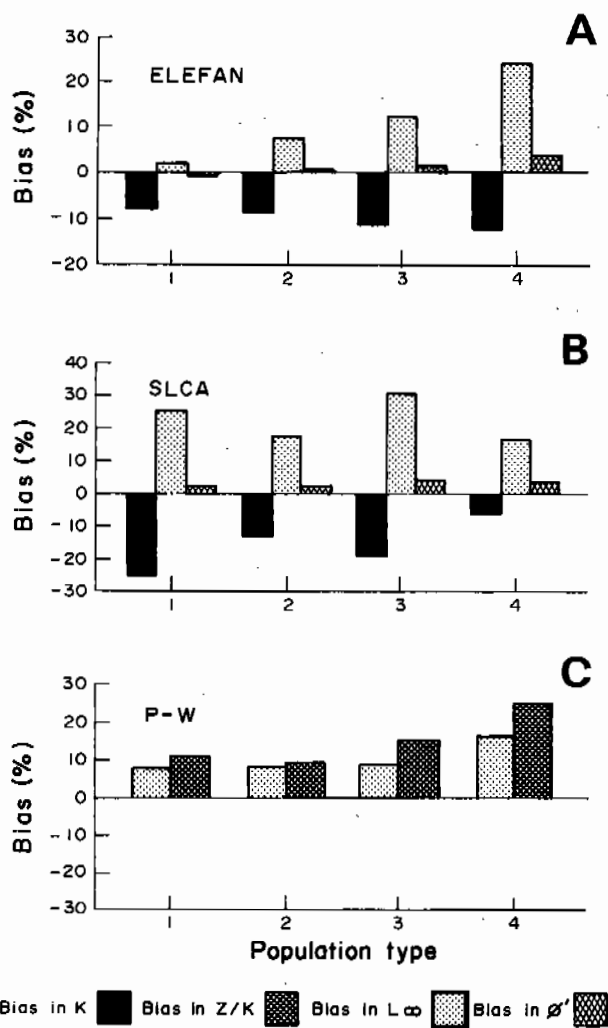 A
ELEFAN
Bias (%)
30
20
10
0
-10
-20
1 2 3 4
B
SLCA
Bias (%)
40
30
20
10
0
-10
-20
-30
1 2 3 4
C
P-W
Bias (%)
30
20
10
0
-10
-20
-30
1 2 3 4
Population type
Bias in K Bias in Z/K Bias in L∞ Bias in ø'